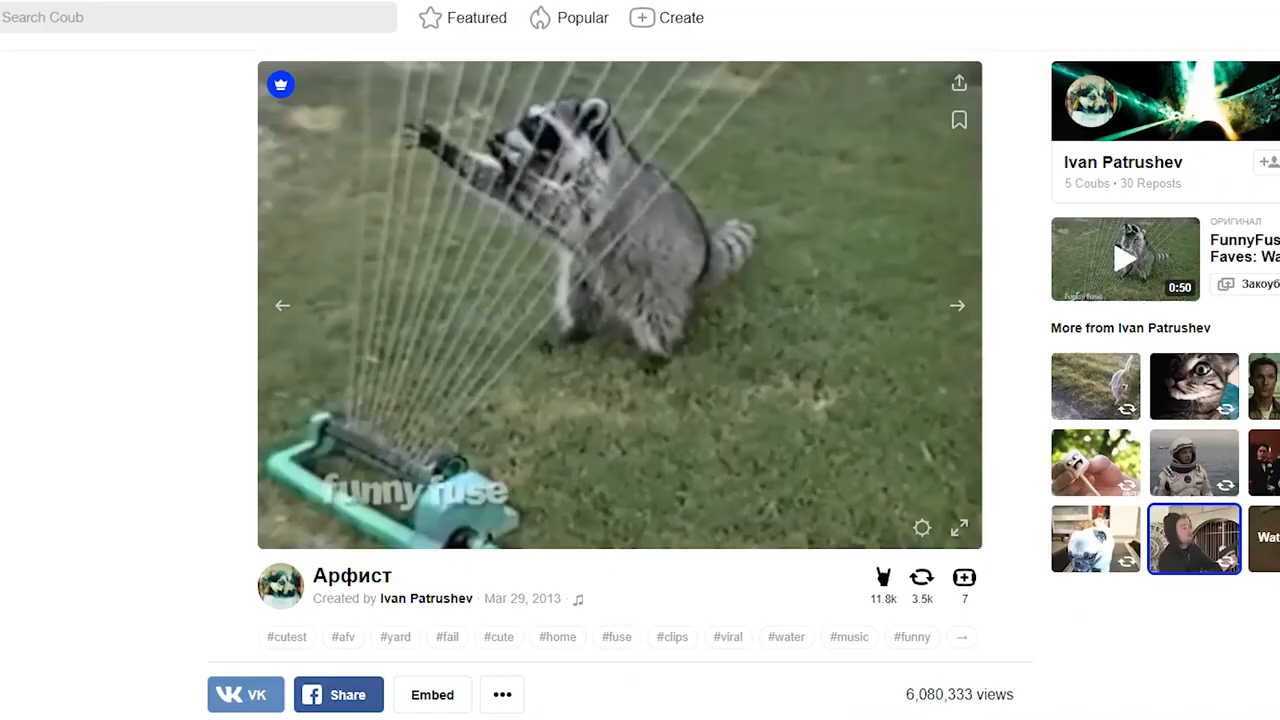 Search Coub
Featured
Popular
Create
funny fuse
Арфист
Created by Ivan Patrushev · Mar 29, 2013 ·
11.8k
3.5k
7
#cutest
#afv
#yard
#fail
#cute
#home
#fuse
#clips
#viral
#water
#music
#funny
→
VK
Share
Embed
•••
6,080,333 views
Ivan Patrushev
5 Coubs • 30 Reposts
0:50
ОРИГИНАЛ
FunnyFus
Faves: Wa
Закоуб
More from Ivan Patrushev
Wat